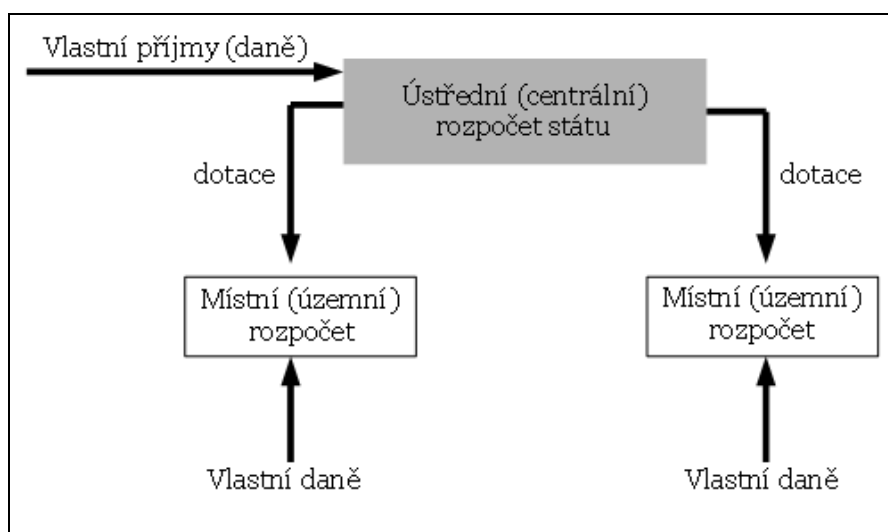 Vlastní příjmy (daně)
Ústřední (centrální)
rozpočet státu
dotace
dotace
Místní (územní)
rozpočet
Místní (územní)
rozpočet
Vlastní daně
Vlastní daně